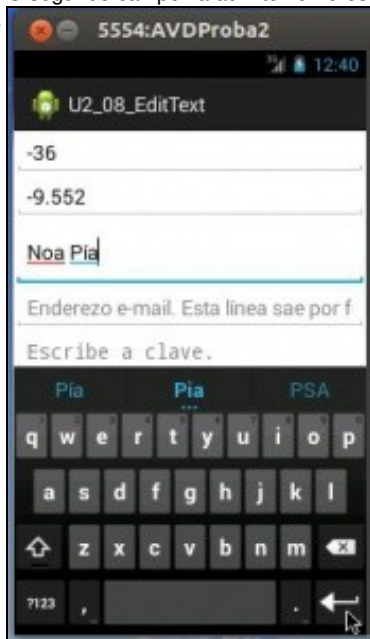 5554:AVDProba2
12:40
U2_08_EditText
-36
-9.552
Noa Pía
Enderezo e-mail. Esta línea sae por f
Escribe a clave.
Pía Pia PSA
q w e r t y u i o p
a s d f g h j k l
z x c v b n m
?123 , .